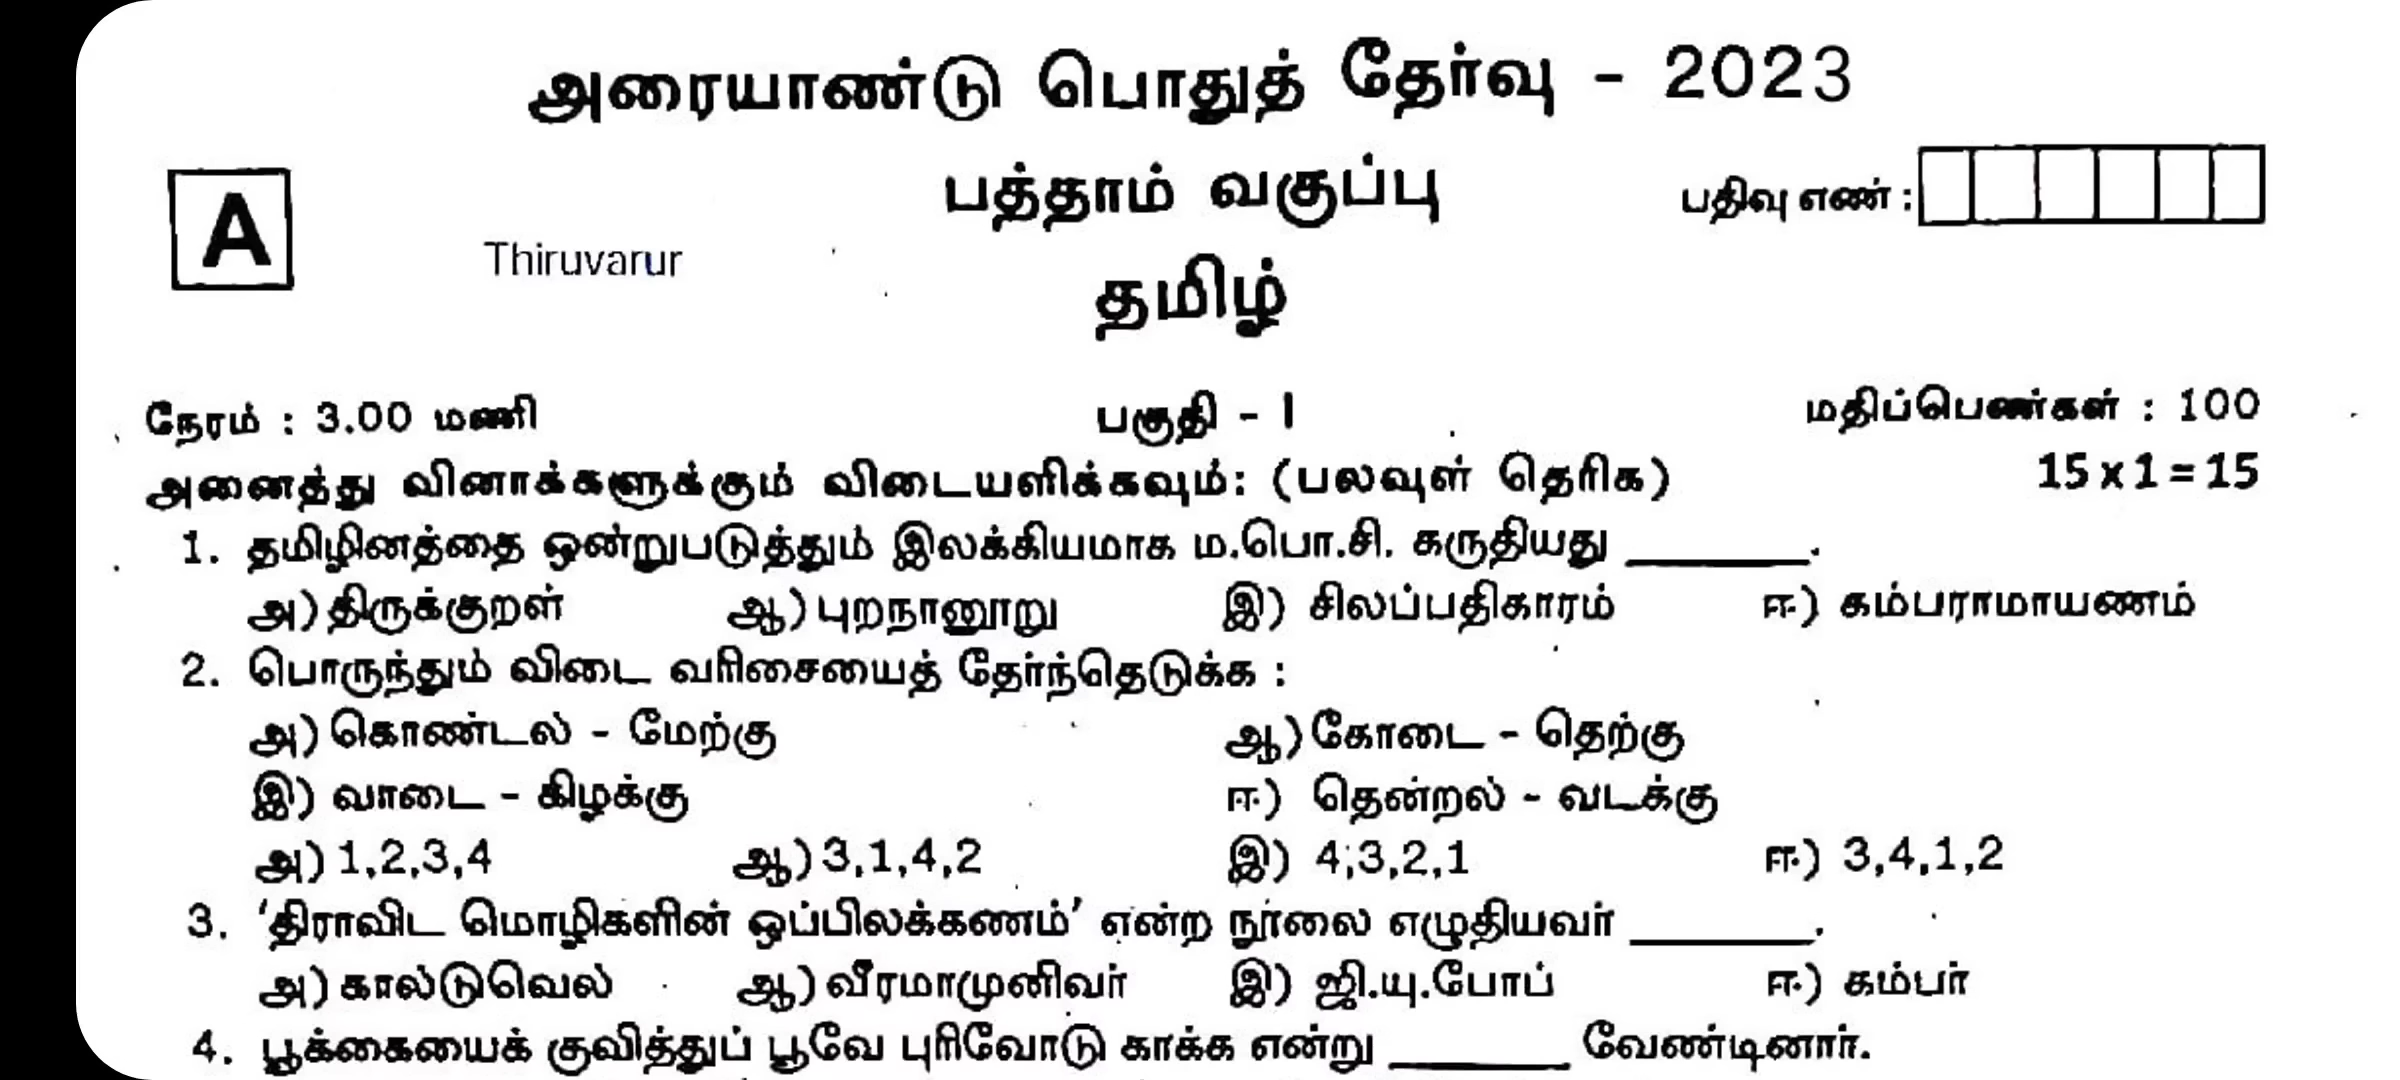 அரையாண்டு பொதுத் தேர்வு - 2023
A
பத்தாம் வகுப்பு
பதிவு எண் :
Thiruvarur
தமிழ்
நேரம் : 3.00 மணி பகுதி - I மதிப்பெண்கள் : 100
அனைத்து வினாக்களுக்கும் விடையளிக்கவும்: (பலவுள் தெரிக) 15 x 1 = 15
1. தமிழினத்தை ஒன்றுபடுத்தும் இலக்கியமாக ம.பொ.சி. கருதியது ______.
அ) திருக்குறள் ஆ) புறநானூறு இ) சிலப்பதிகாரம் ஈ) கம்பராமாயணம்
2. பொருந்தும் விடை வரிசையைத் தேர்ந்தெடுக்க :
அ) கொண்டல் - மேற்கு ஆ) கோடை - தெற்கு
இ) வாடை - கிழக்கு ஈ) தென்றல் - வடக்கு
அ) 1,2,3,4 ஆ) 3,1,4,2 இ) 4,3,2,1 ஈ) 3,4,1,2
3. ‘திராவிட மொழிகளின் ஒப்பிலக்கணம்’ என்ற நூலை எழுதியவர் ______.
அ) கால்டுவெல் ஆ) வீரமாமுனிவர் இ) ஜி.யு.போப் ஈ) கம்பர்
4. பூக்கையைக் குவித்துப் பூவே புரிவோடு காக்க என்று ______ வேண்டினார்.